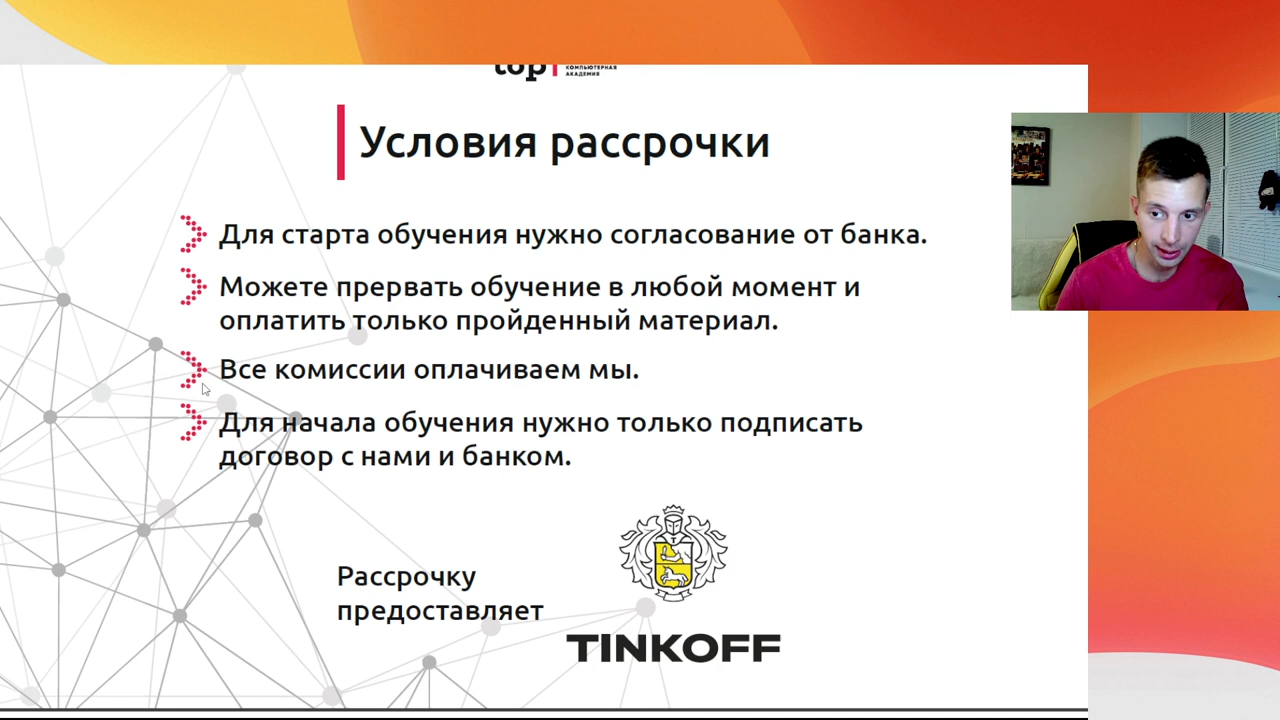 top
КОМПЬЮТЕРНАЯ
АКАДЕМИЯ
Условия рассрочки
Для старта обучения нужно согласование от банка.
Можете прервать обучение в любой момент и
оплатить только пройденный материал.
Все комиссии оплачиваем мы.
Для начала обучения нужно только подписать
договор с нами и банком.
Рассрочку
предоставляет
TINKOFF